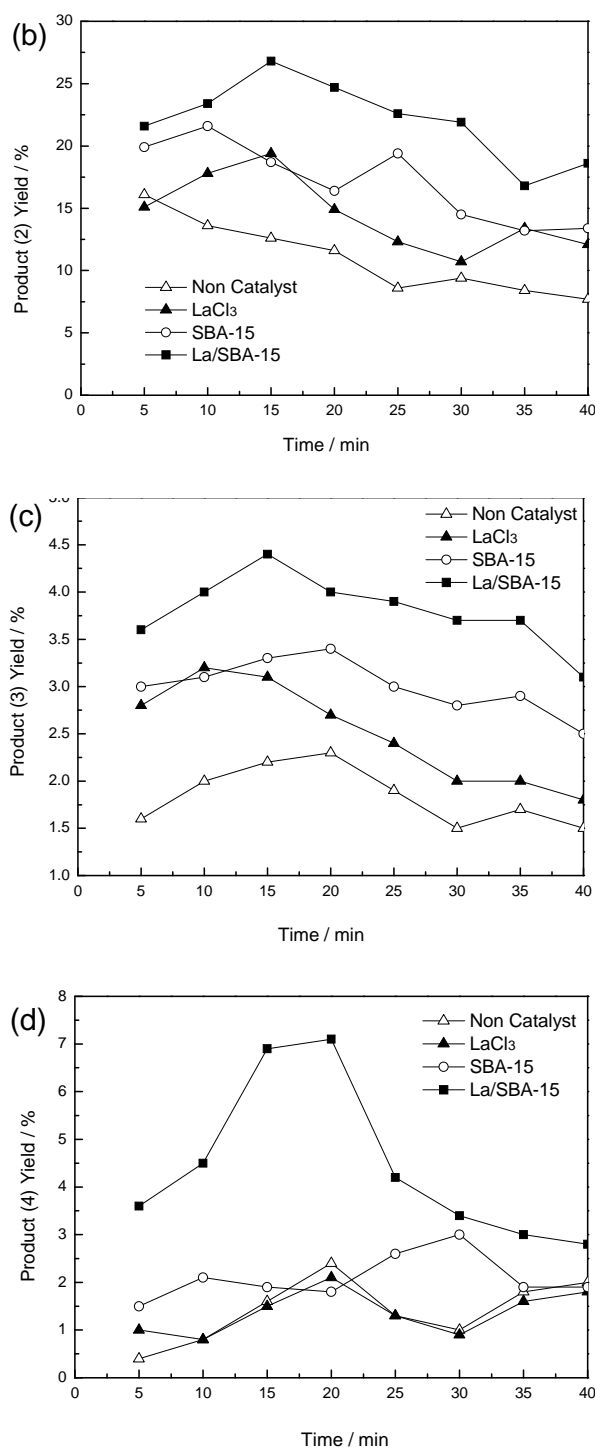 (b)
30
25
20
15
10
5
0
Product (2) Yield / %
Non Catalyst
LaCl3
SBA-15
La/SBA-15
0 5 10 15 20 25 30 35 40
Time / min
(c)
5.0
4.5
4.0
3.5
3.0
2.5
2.0
1.5
1.0
Product (3) Yield / %
Non Catalyst
LaCl3
SBA-15
La/SBA-15
0 5 10 15 20 25 30 35 40
Time / min
(d)
8
7
6
5
4
3
2
1
0
Product (4) Yield / %
Non Catalyst
LaCl3
SBA-15
La/SBA-15
0 5 10 15 20 25 30 35 40
Time / min